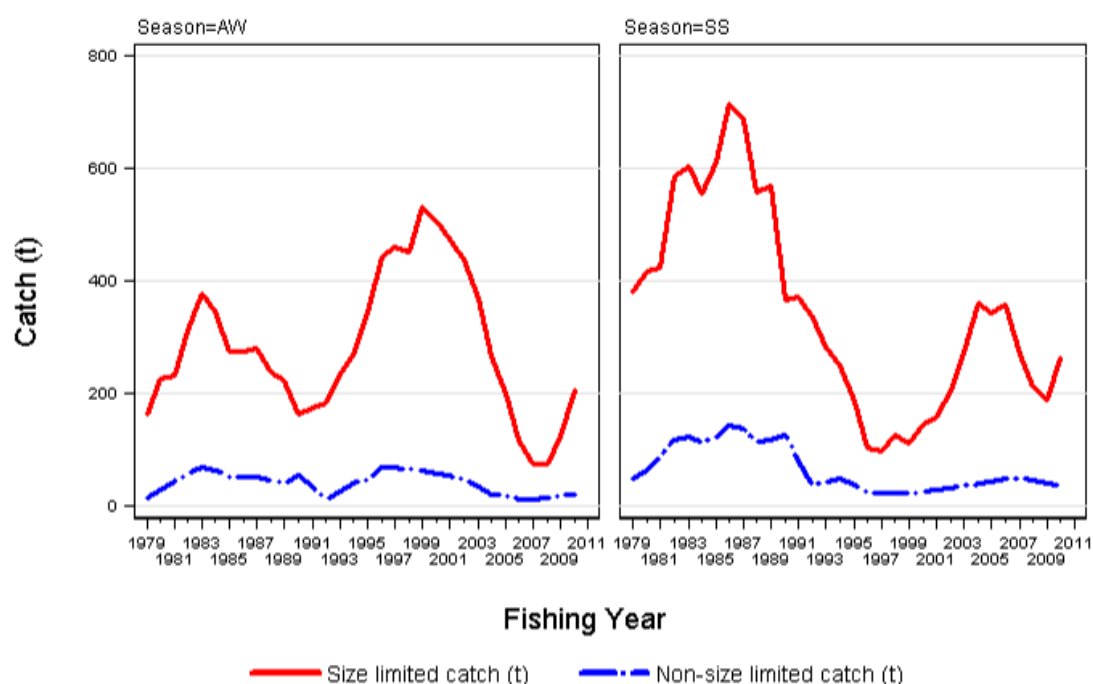 Season=AW
Season=SS
Catch (t)
800
600
400
200
0
1979 1983 1987 1991 1995 1999 2003 2007 2011
1981 1985 1989 1993 1997 2001 2005 2009
1979 1983 1987 1991 1995 1999 2003 2007 2011
1981 1985 1989 1993 1997 2001 2005 2009
Fishing Year
Size limited catch (t) Non-size limited catch (t)